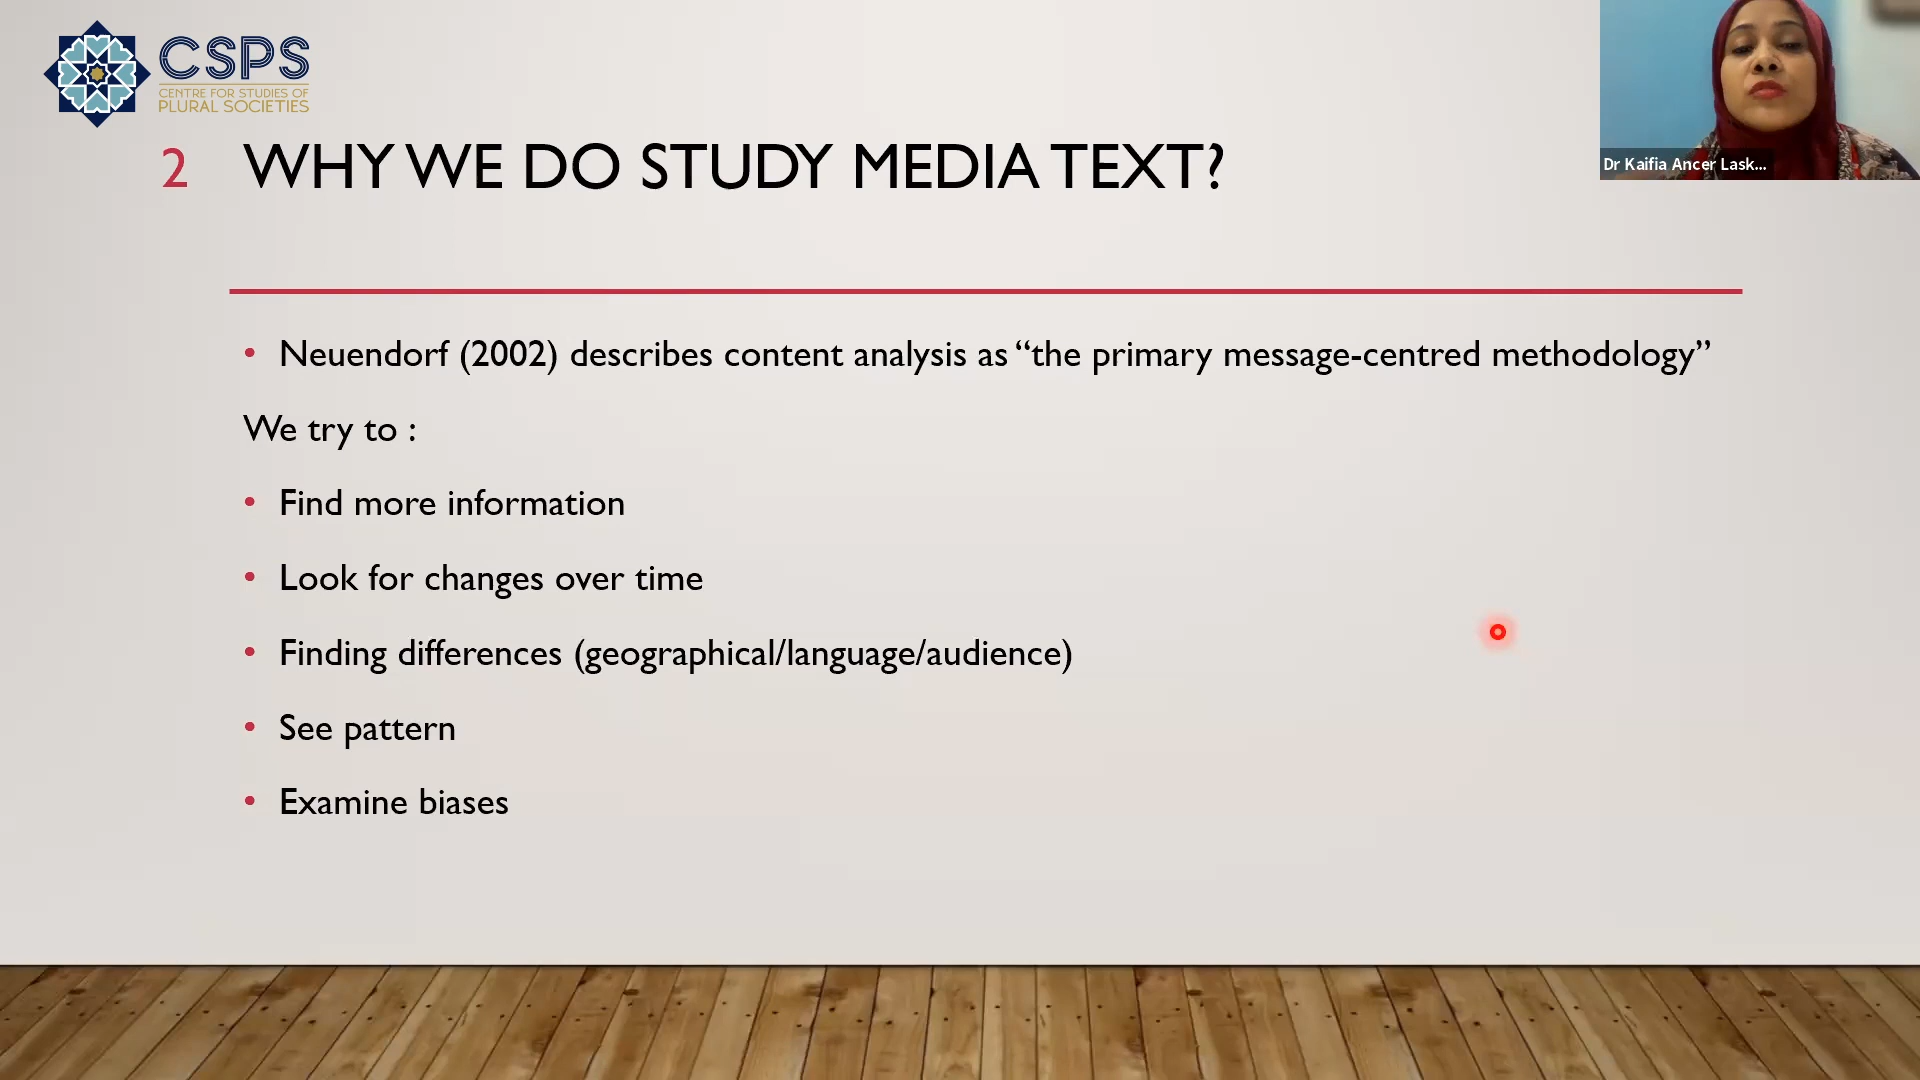 CSPS
CENTRE FOR STUDIES OF
PLURAL SOCIETIES
Dr Kaifia Ancer Lask...
2 WHY WE DO STUDY MEDIA TEXT?
• Neuendorf (2002) describes content analysis as “the primary message-centred methodology”
We try to :
• Find more information
• Look for changes over time
• Finding differences (geographical/language/audience)
• See pattern
• Examine biases